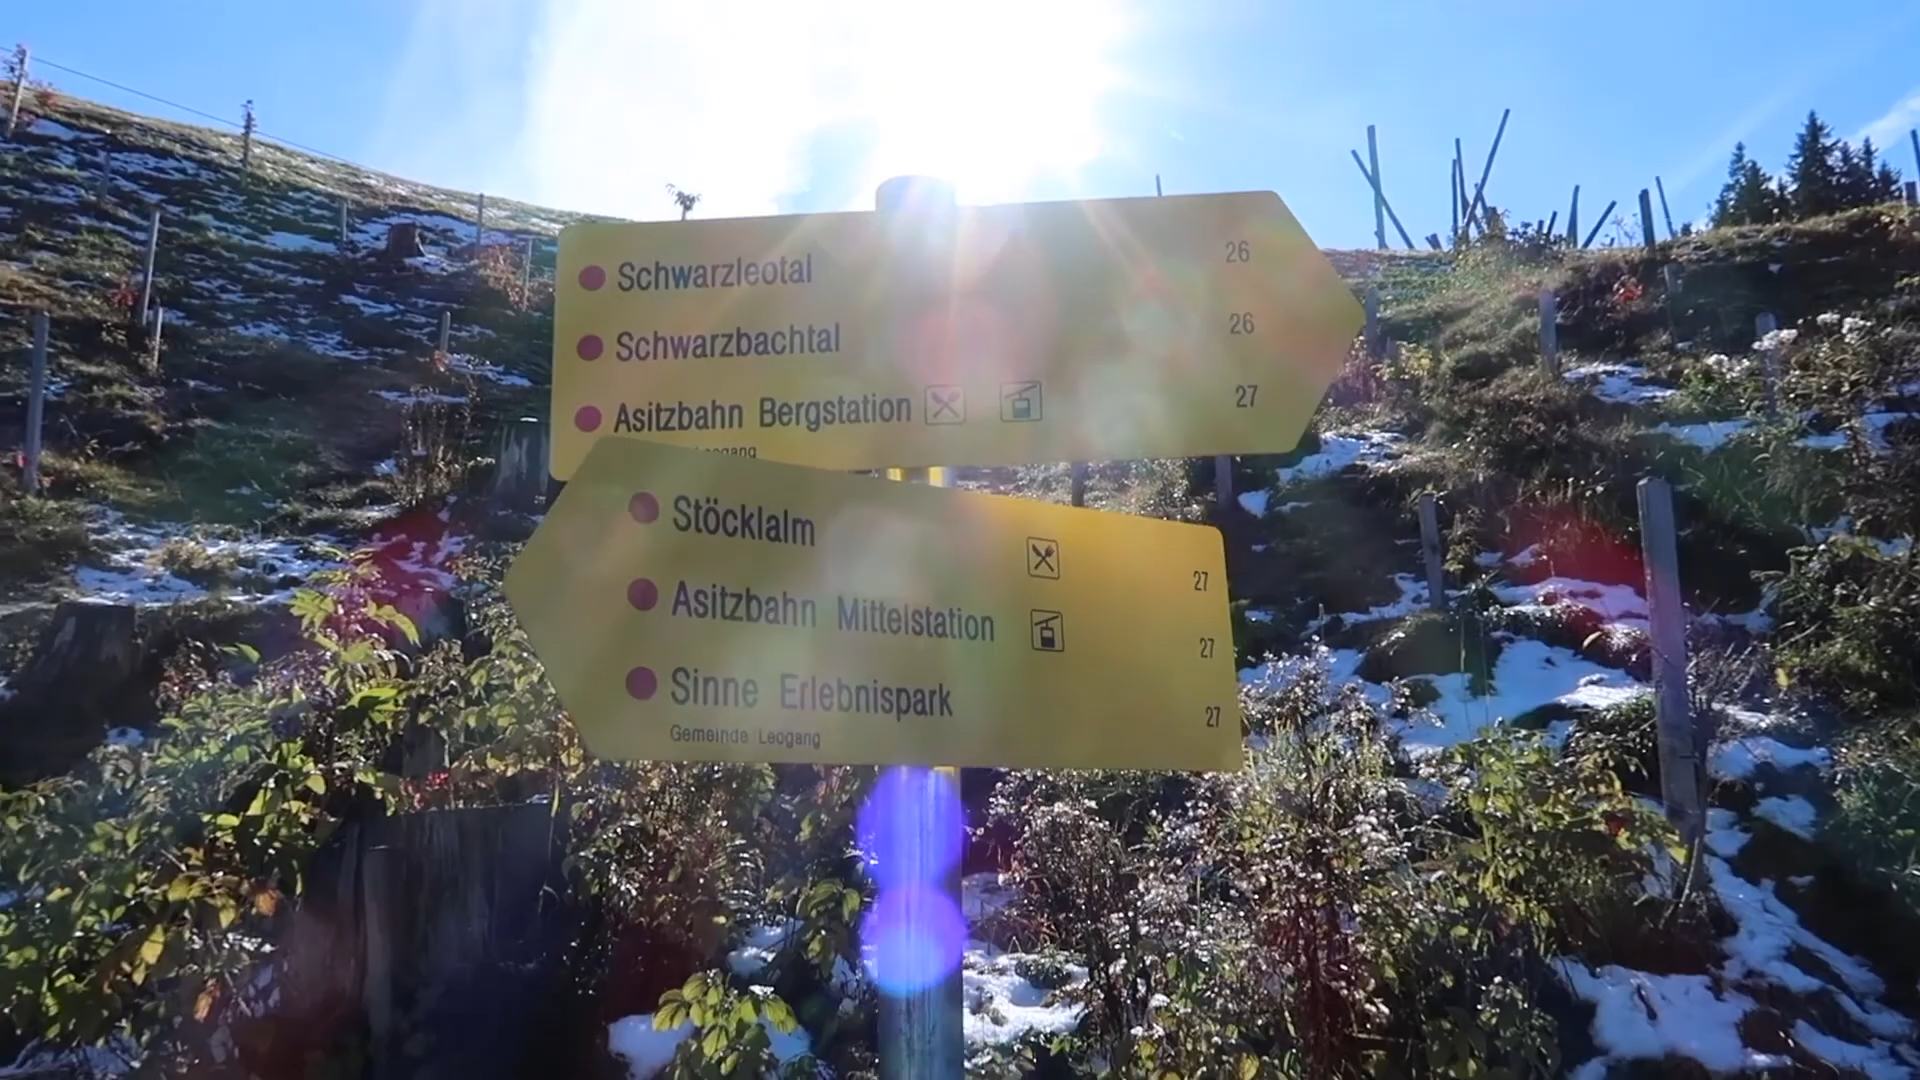 Schwarzleotal 26
Schwarzbachtal 26
Asitzbahn Bergstation 27
Stöcklalm 27
Asitzbahn Mittelstation 27
Sinne Erlebnispark 27
Gemeinde Leogang